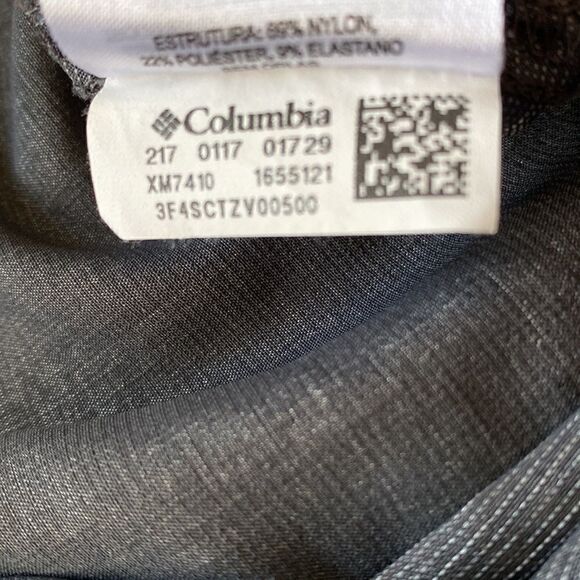 ESTRUTURA: 69% NYLON,
22% POLIÉSTER, 9% ELASTANO
Columbia
217 0117 01729
XM7410 1655121
3F4SCTZV00500